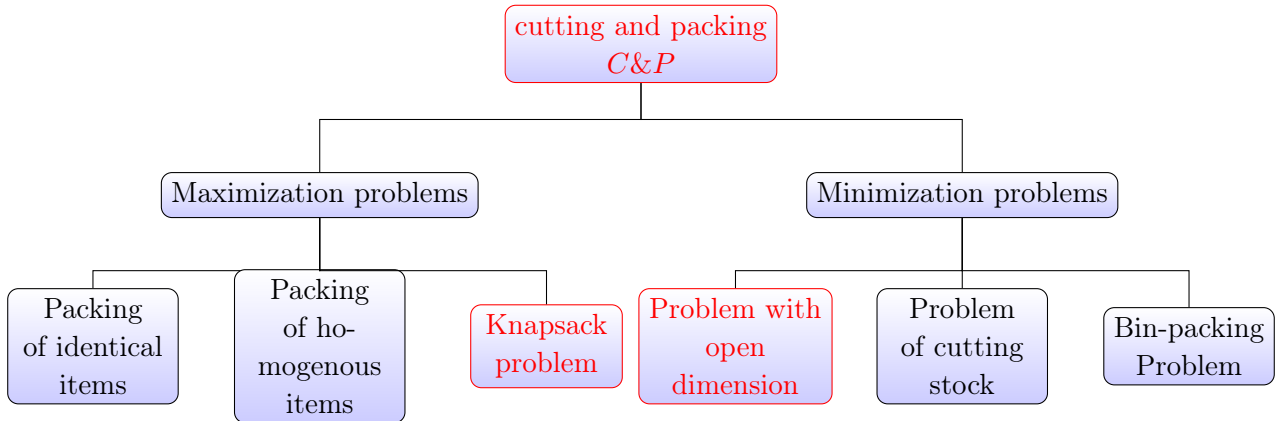 cutting and packing
C&P
Maximization problems
Minimization problems
Packing
of identical
items
Packing
of ho-
mogenous
items
Knapsack
problem
Problem with
open
dimension
Problem
of cutting
stock
Bin-packing
Problem